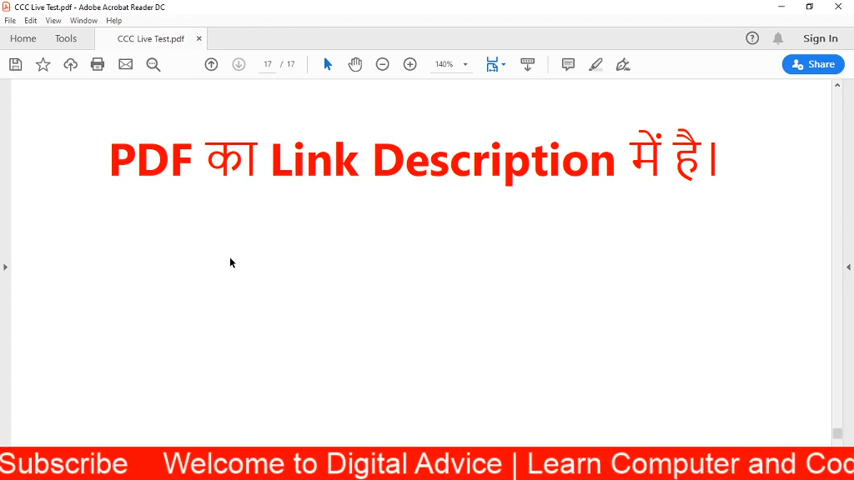 CCC Live Test.pdf - Adobe Acrobat Reader DC
File Edit View Window Help
Home Tools CCC Live Test.pdf × Sign In
17 / 17 140% Share
PDF का Link Description में है।
Subscribe Welcome to Digital Advice | Learn Computer and